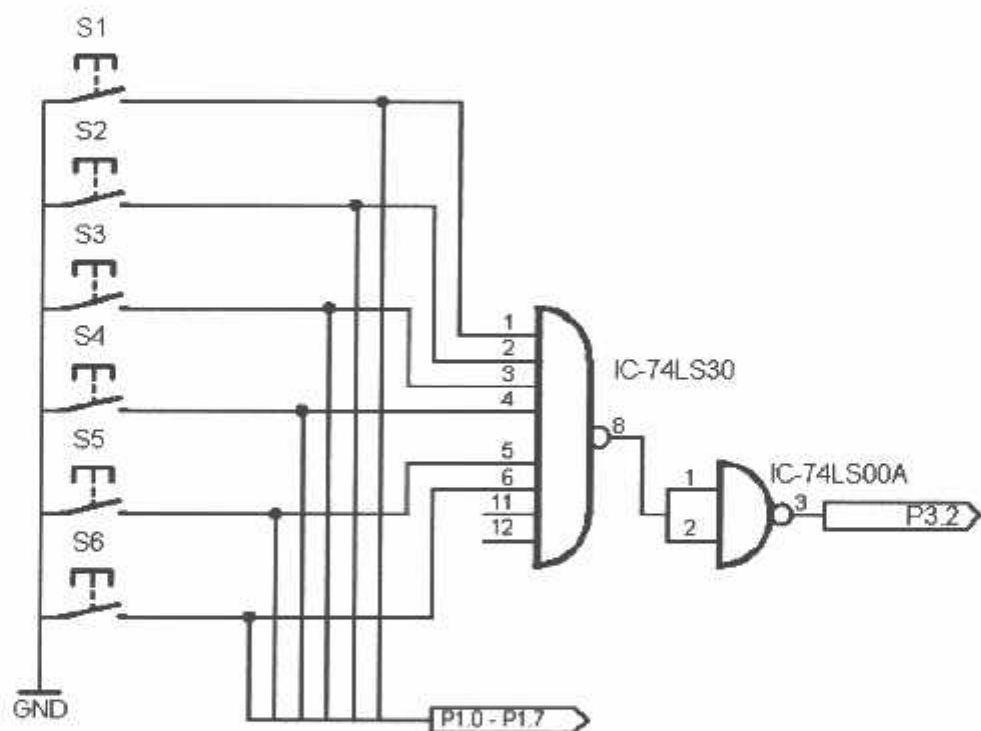 S1
S2
S3
S4
S5
S6
GND
1
2
3
4
5
6
11
12
IC-74LS30
8
IC-74LS00A
1
2
3
P3.2
P1.0 - P1.7